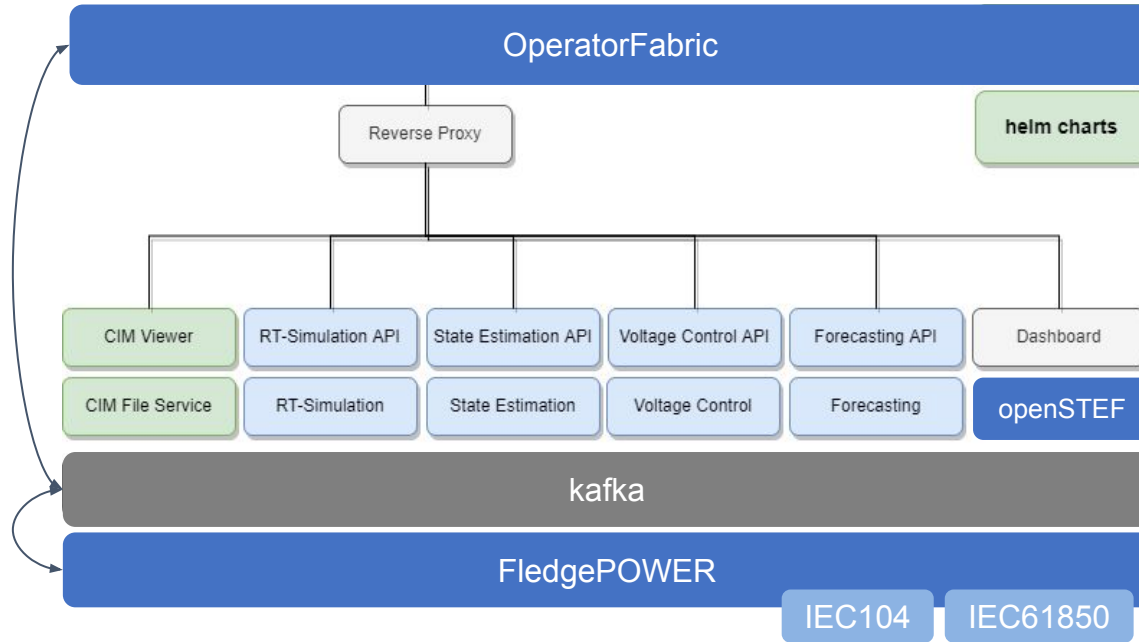 OperatorFabric
Reverse Proxy
helm charts
CIM Viewer
RT-Simulation API
State Estimation API
Voltage Control API
Forecasting API
Dashboard
CIM File Service
RT-Simulation
State Estimation
Voltage Control
Forecasting
openSTEF
kafka
FledgePOWER
IEC104
IEC61850